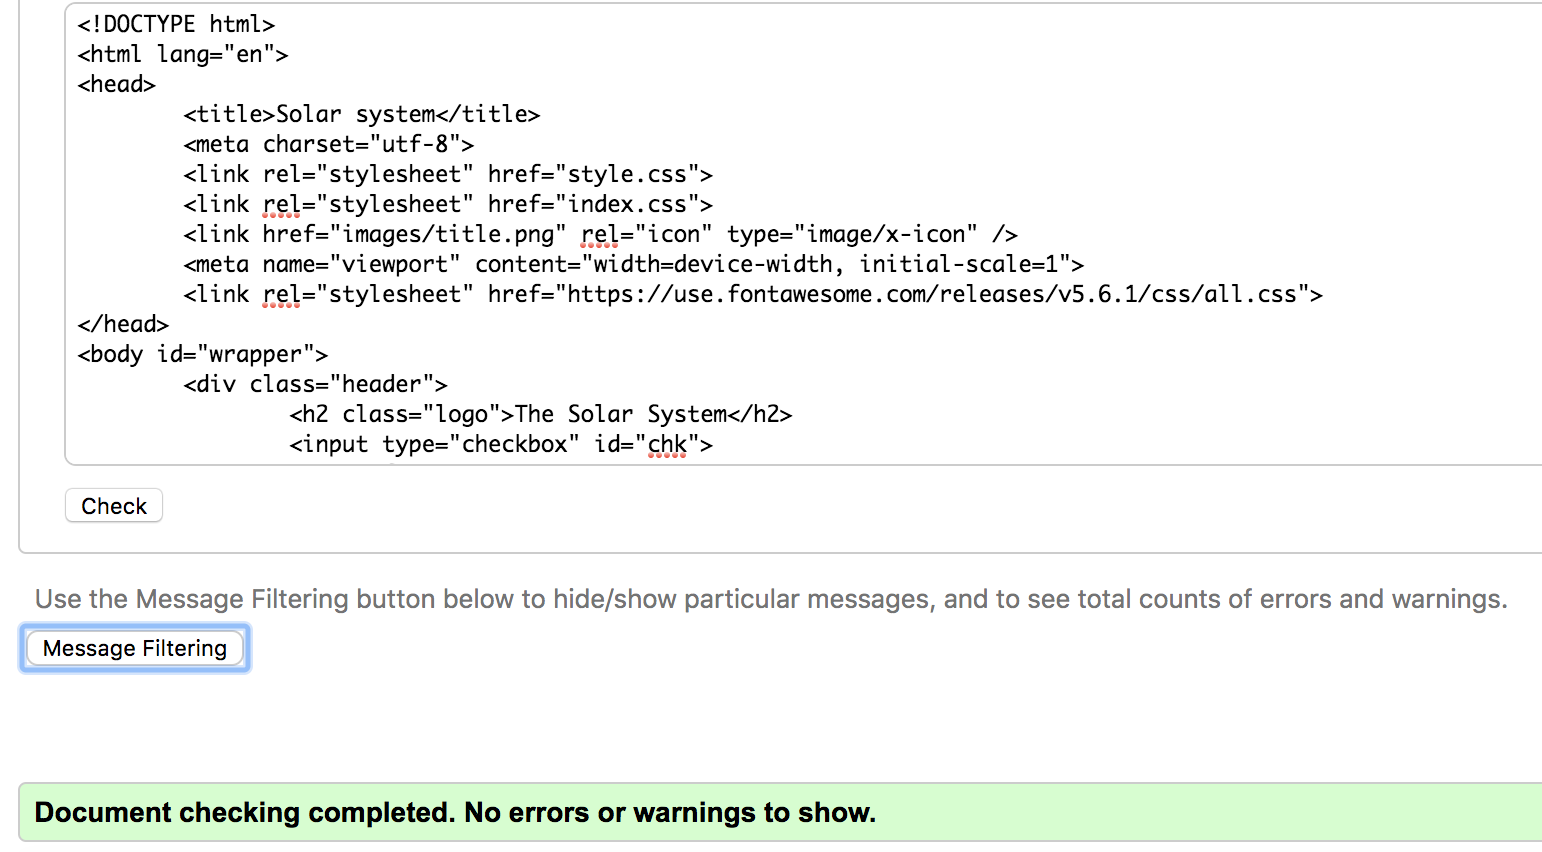 <!DOCTYPE html>
<html lang="en">
<head>
<title>Solar system</title>
<meta charset="utf-8">
<link rel="stylesheet" href="style.css">
<link rel="stylesheet" href="index.css">
<link href="images/title.png" rel="icon" type="image/x-icon" />
<meta name="viewport" content="width=device-width, initial-scale=1">
<link rel="stylesheet" href="https://use.fontawesome.com/releases/v5.6.1/css/all.css">
</head>
<body id="wrapper">
<div class="header">
<h2 class="logo">The Solar System</h2>
<input type="checkbox" id="chk">
Check
Use the Message Filtering button below to hide/show particular messages, and to see total counts of errors and warnings.
Message Filtering
Document checking completed. No errors or warnings to show.